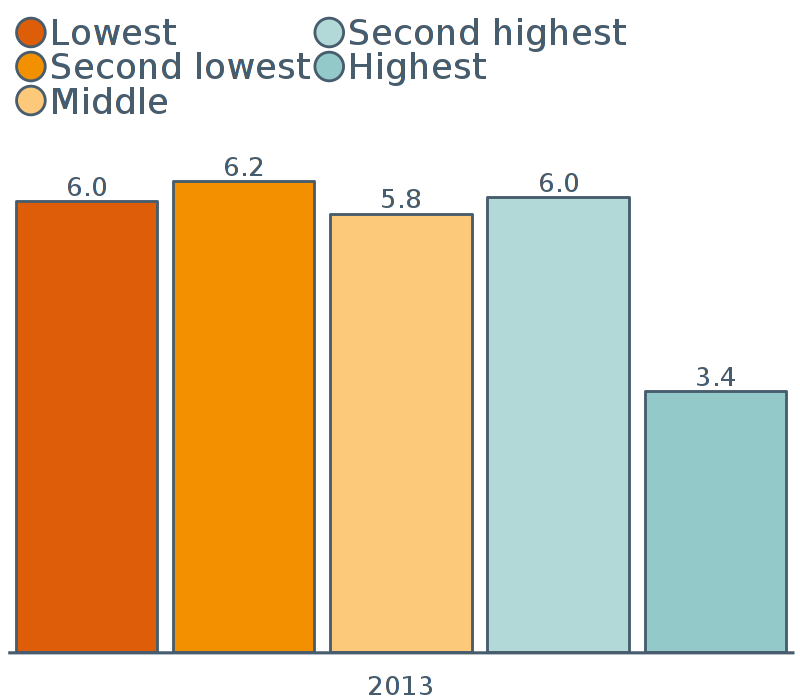 Lowest
Second lowest
Middle
Second highest
Highest
6.0
6.2
5.8
6.0
3.4
2013